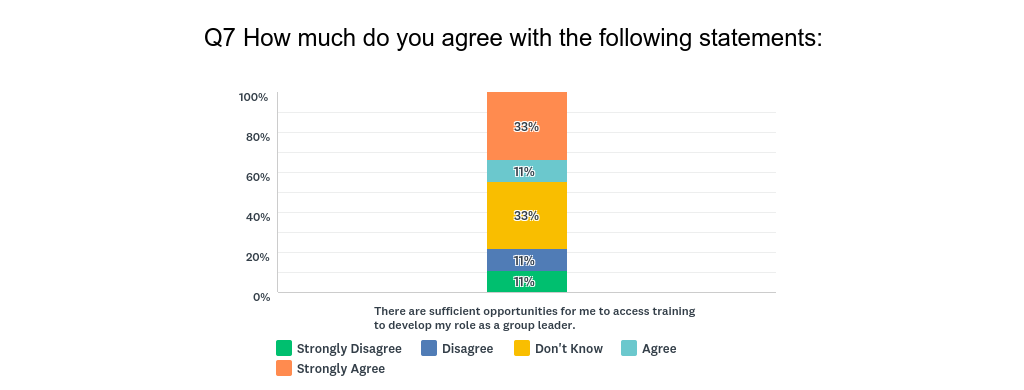 Q7 How much do you agree with the following statements:
100%
80%
60%
40%
20%
0%
33%
11%
33%
11%
11%
There are sufficient opportunities for me to access training
to develop my role as a group leader.
Strongly Disagree Disagree Don't Know Agree
Strongly Agree